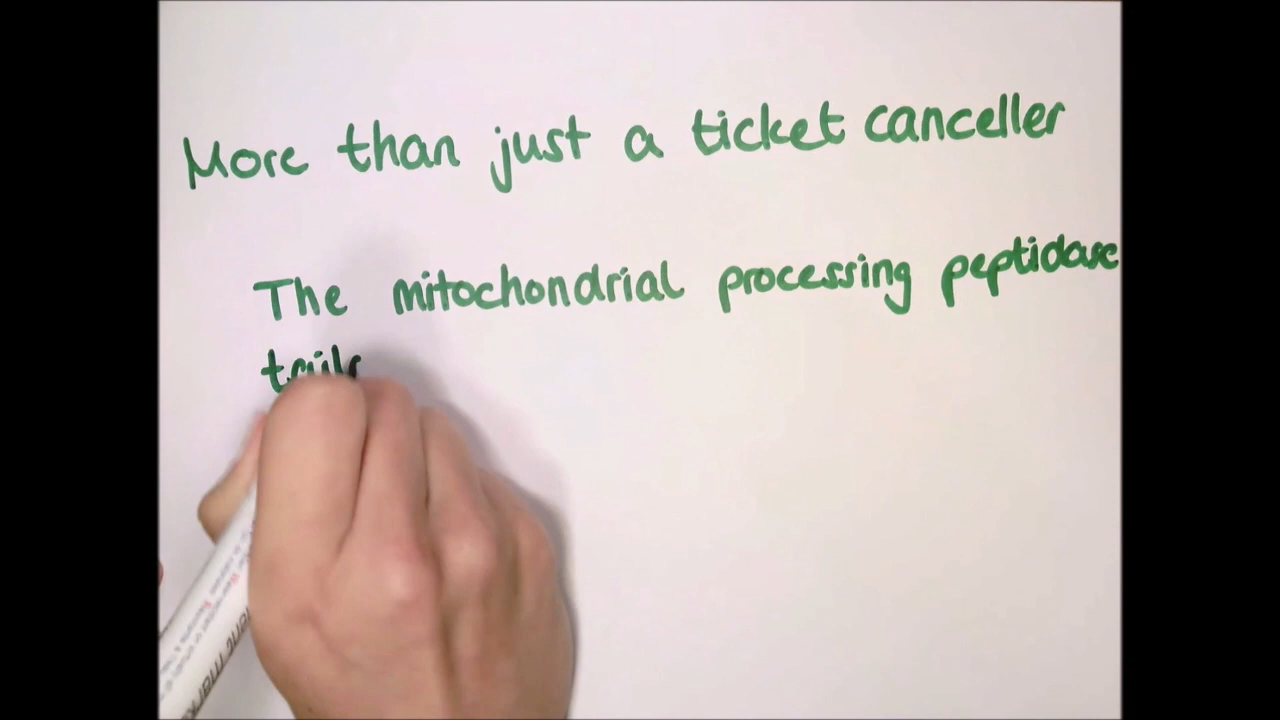 More than just a ticket canceller
The mitochondrial processing peptidase